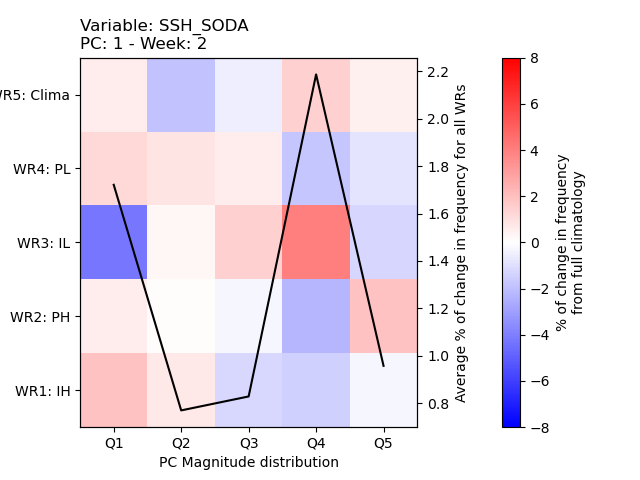 Variable: SSH_SODA
PC: 1 - Week: 2
WR5: Clima
WR4: PL
WR3: IL
WR2: PH
WR1: IH
Q1 Q2 Q3 Q4 Q5
PC Magnitude distribution
2.2
2.0
1.8
1.6
1.4
1.2
1.0
0.8
Average % of change in frequency for all WRs
8
6
4
2
0
−2
−4
−6
−8
% of change in frequency
from full climatology